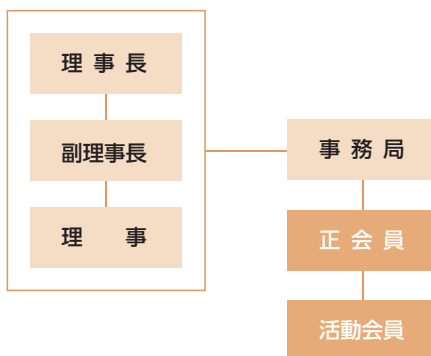 理事長
副理事長
理事
事務局
正会員
活動会員